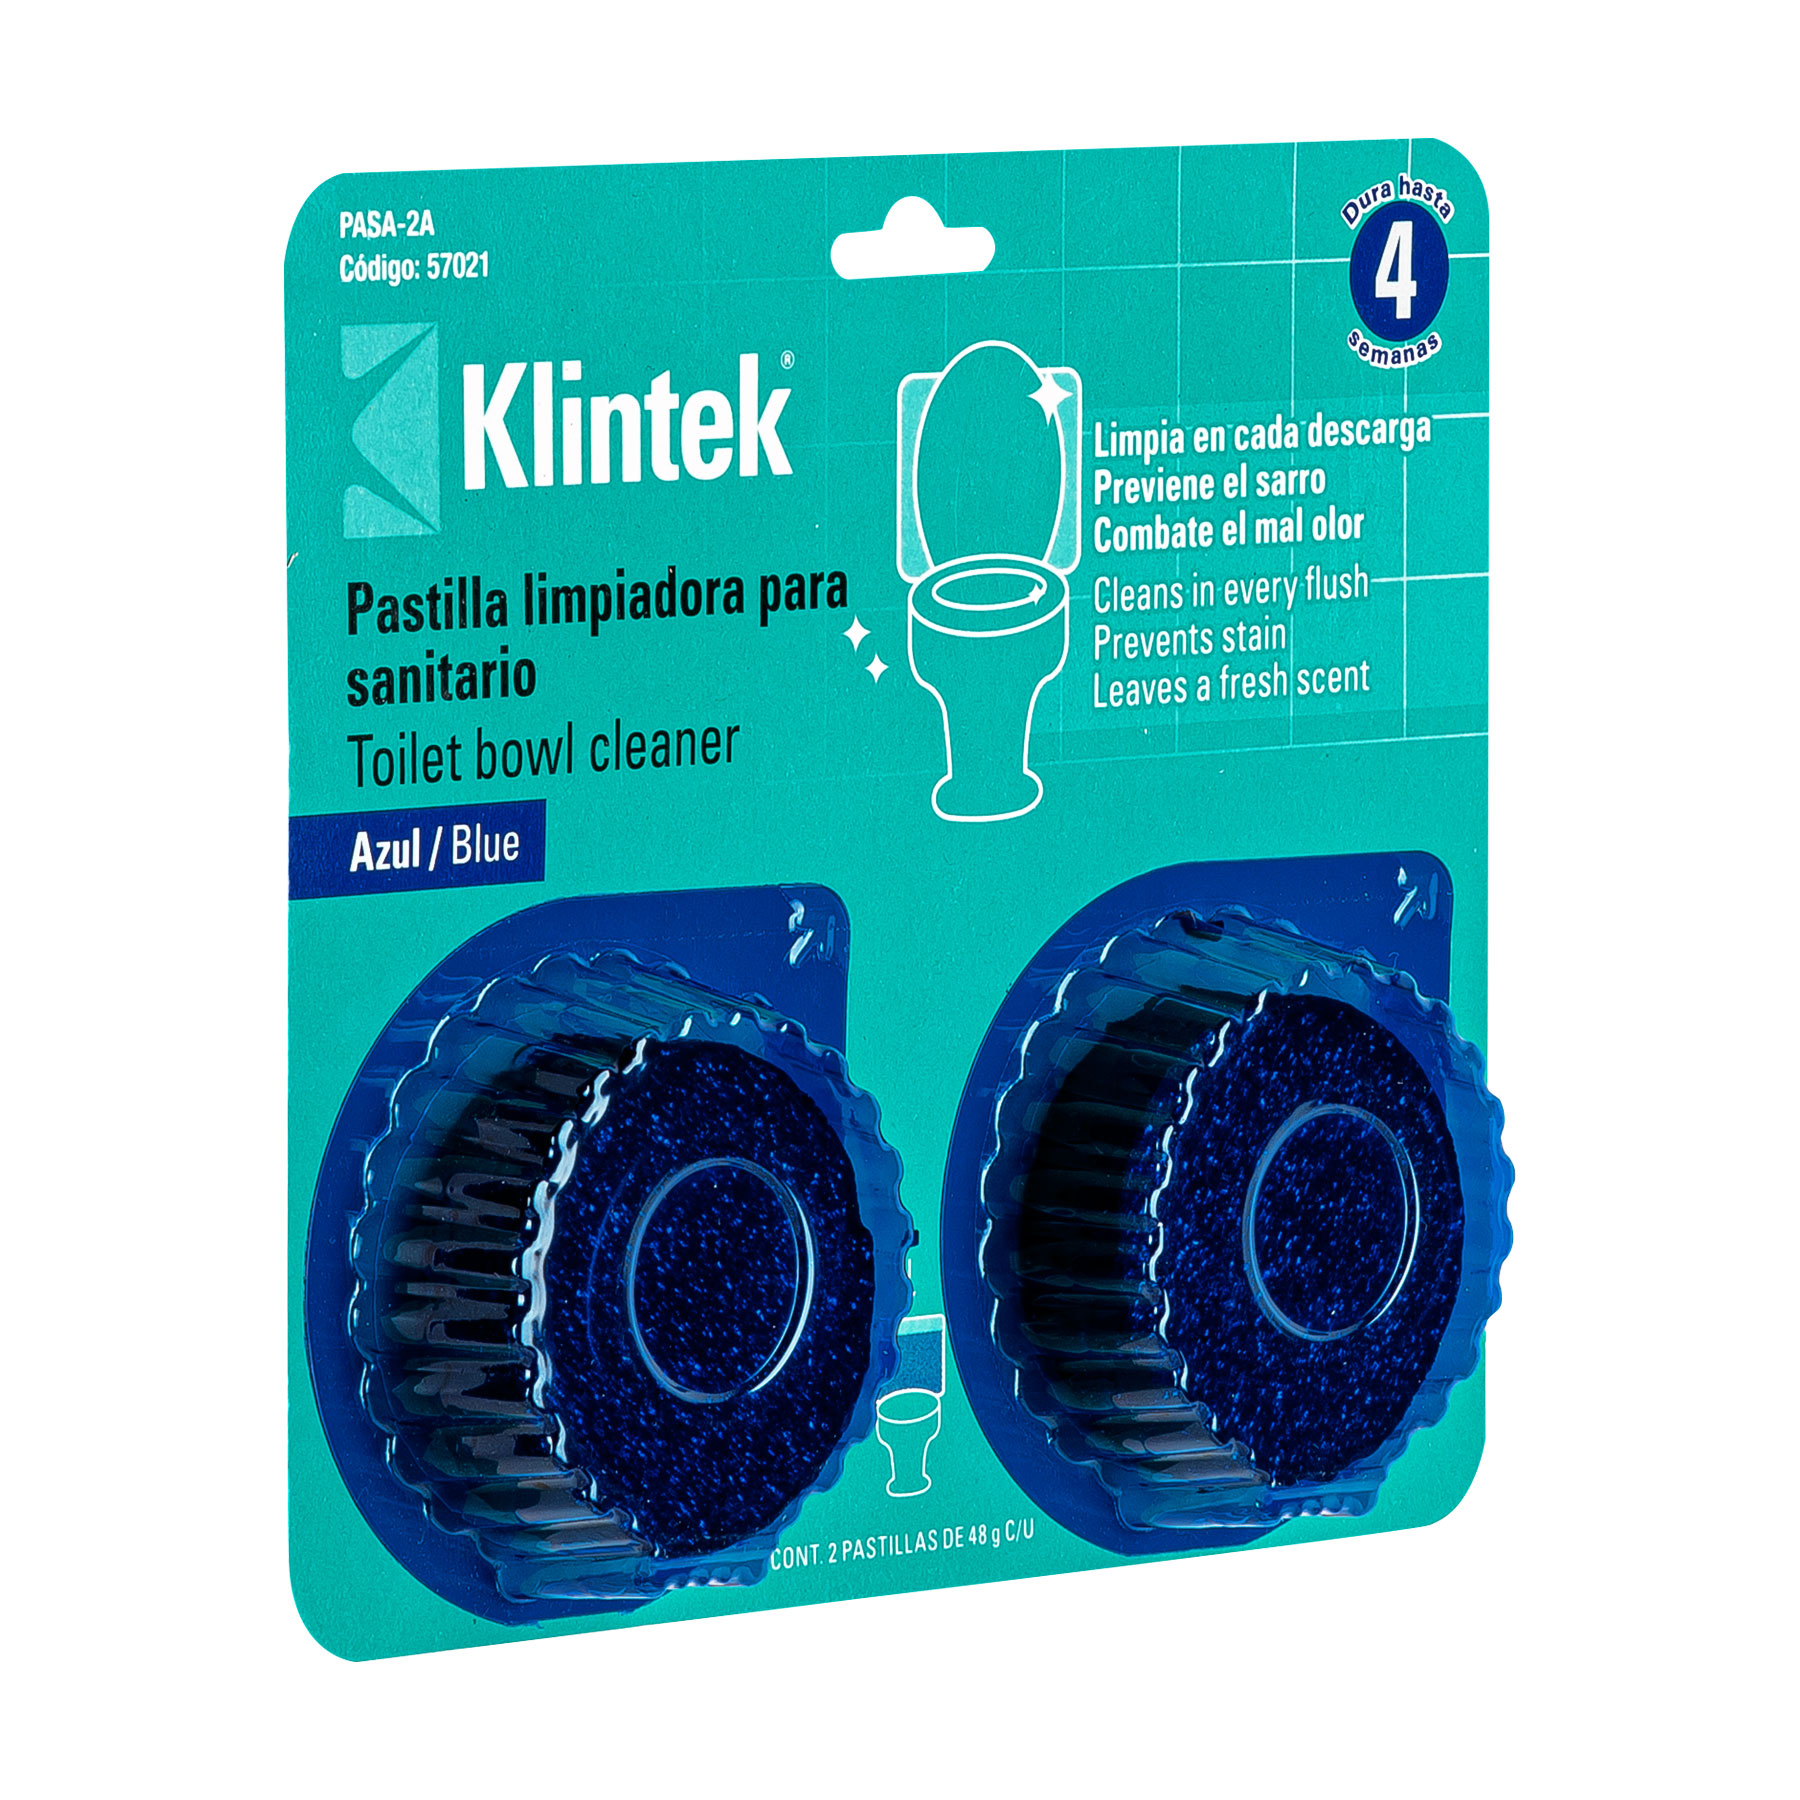 PASA-2A
Código: 57021
Dura hasta
4
semanas
Klintek®
Limpia en cada descarga
Previene el sarro
Combate el mal olor
Cleans in every flush
Prevents stain
Leaves a fresh scent
Pastilla limpiadora para
sanitario
Toilet bowl cleaner
Azul / Blue
CONT. 2 PASTILLAS DE 48 g C/U